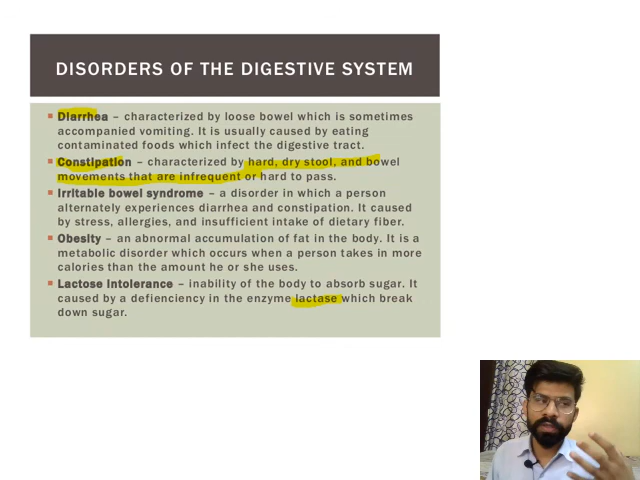 DISORDERS OF THE DIGESTIVE SYSTEM
Diarrhea – characterized by loose bowel which is sometimes
accompanied vomiting. It is usually caused by eating
contaminated foods which infect the digestive tract.
Constipation – characterized by hard, dry stool, and bowel
movements that are infrequent or hard to pass.
Irritable bowel syndrome – a disorder in which a person
alternately experiences diarrhea and constipation. It caused
by stress, allergies, and insufficient intake of dietary fiber.
Obesity – an abnormal accumulation of fat in the body. It is a
metabolic disorder which occurs when a person takes in more
calories than the amount he or she uses.
Lactose Intolerance – inability of the body to absorb sugar. It
caused by a defienciency in the enzyme lactase which break
down sugar.